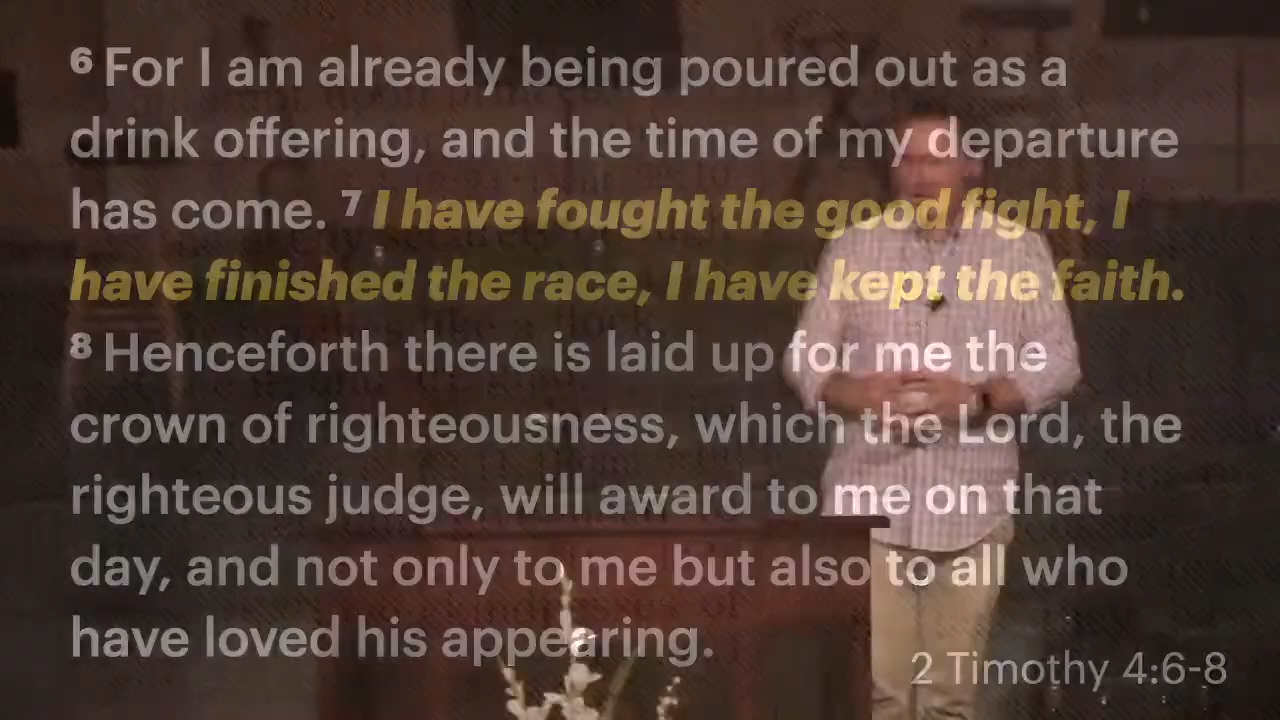 6 For I am already being poured out as a
drink offering, and the time of my departure
has come. 7 I have fought the good fight, I
have finished the race, I have kept the faith.
8 Henceforth there is laid up for me the
crown of righteousness, which the Lord, the
righteous judge, will award to me on that
day, and not only to me but also to all who
have loved his appearing.
2 Timothy 4:6-8